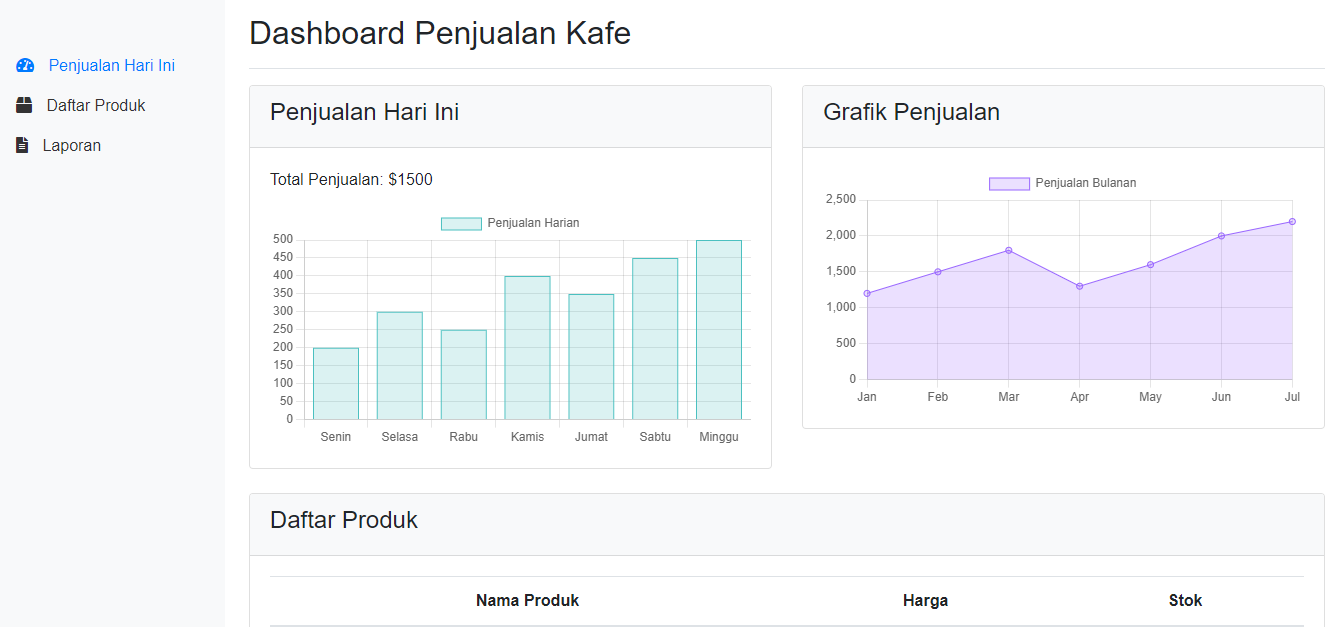 Dashboard Penjualan Kafe
Penjualan Hari Ini
Daftar Produk
Laporan
Penjualan Hari Ini
Total Penjualan: $1500
Penjualan Harian
500
450
400
350
300
250
200
150
100
50
0
Senin Selasa Rabu Kamis Jumat Sabtu Minggu
Grafik Penjualan
Penjualan Bulanan
2,500
2,000
1,500
1,000
500
0
Jan Feb Mar Apr May Jun Jul
Daftar Produk
Nama Produk Harga Stok